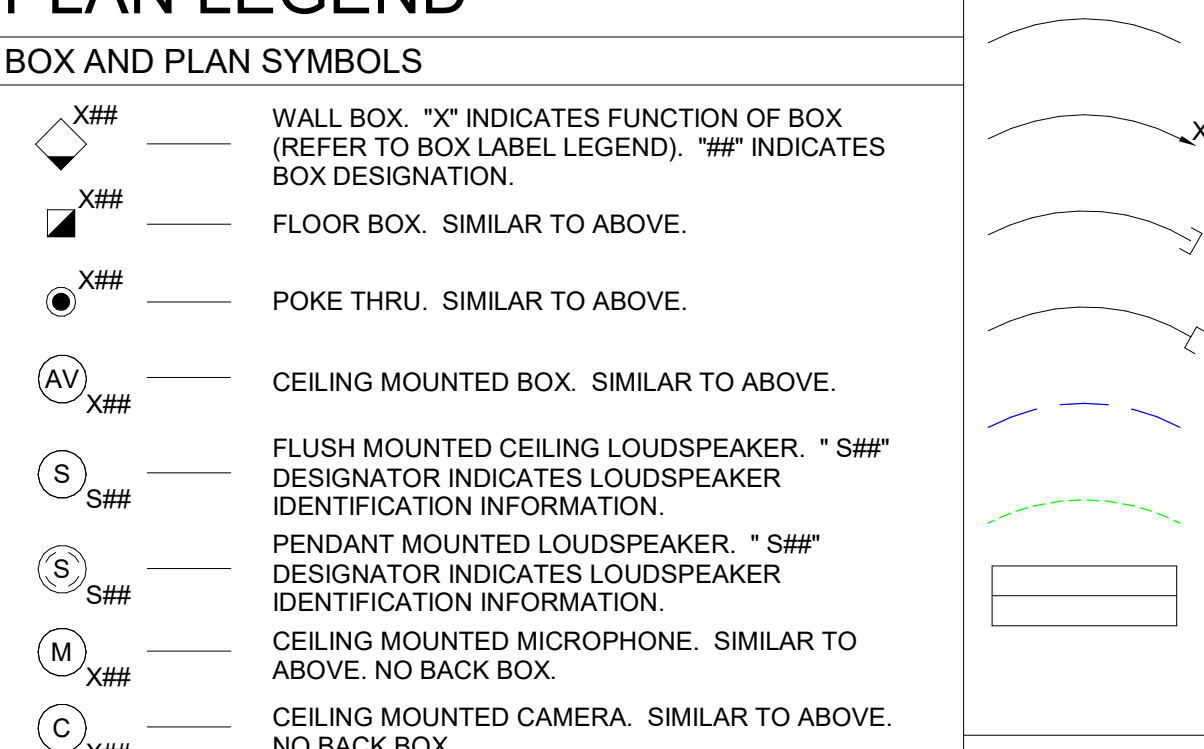 PLAN LEGEND
BOX AND PLAN SYMBOLS
X##
WALL BOX. "X" INDICATES FUNCTION OF BOX
(REFER TO BOX LABEL LEGEND). "##" INDICATES
BOX DESIGNATION.
X##
FLOOR BOX. SIMILAR TO ABOVE.
X##
POKE THRU. SIMILAR TO ABOVE.
AV
X##
CEILING MOUNTED BOX. SIMILAR TO ABOVE.
S
S##
FLUSH MOUNTED CEILING LOUDSPEAKER. " S##"
DESIGNATOR INDICATES LOUDSPEAKER
IDENTIFICATION INFORMATION.
S
S##
PENDANT MOUNTED LOUDSPEAKER. " S##"
DESIGNATOR INDICATES LOUDSPEAKER
IDENTIFICATION INFORMATION.
M
X##
CEILING MOUNTED MICROPHONE. SIMILAR TO
ABOVE. NO BACK BOX.
C
X##
CEILING MOUNTED CAMERA. SIMILAR TO ABOVE.
NO BACK BOX
X